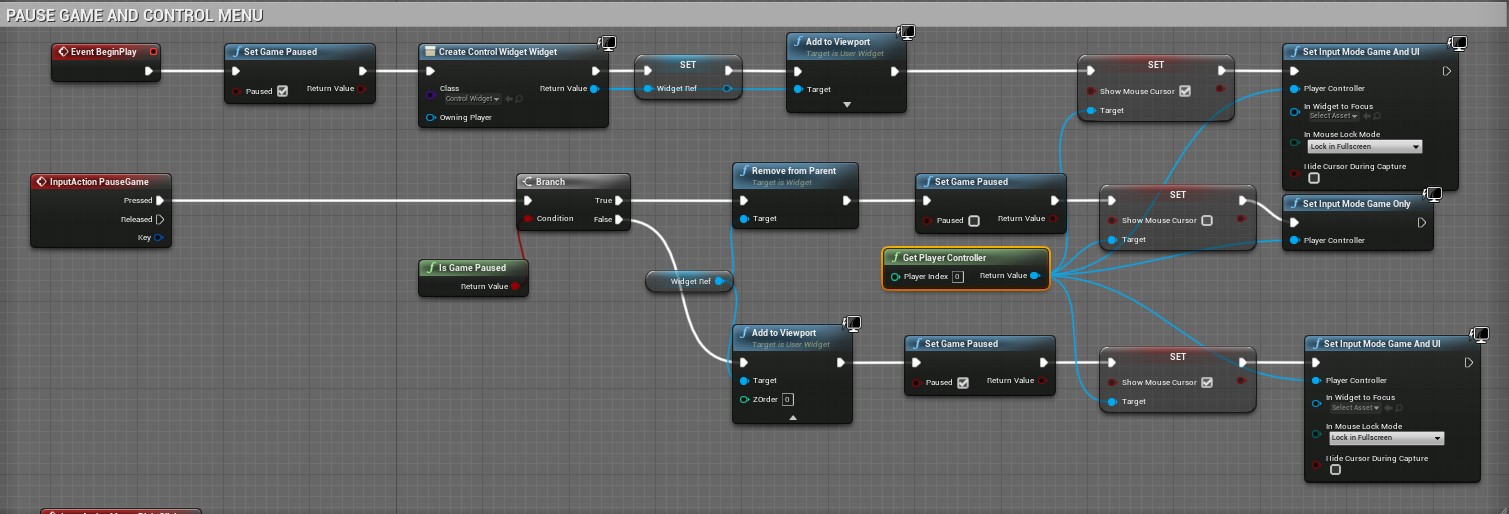 PAUSE GAME AND CONTROL MENU
Event BeginPlay
Set Game Paused
Paused
Return Value
Create Control Widget Widget
Class
Control Widget
Return Value
Owning Player
SET
Widget Ref
Add to Viewport
Target is User Widget
Target
SET
Show Mouse Cursor
Target
Set Input Mode Game And UI
Player Controller
In Widget to Focus
Select Asset
In Mouse Lock Mode
Lock in Fullscreen
Hide Cursor During Capture
InputAction PauseGame
Pressed
Released
Key
Branch
True
Condition
False
Is Game Paused
Return Value
Remove from Parent
Target is Widget
Target
Set Game Paused
Paused
Return Value
SET
Show Mouse Cursor
Target
Set Input Mode Game Only
Player Controller
Get Player Controller
Player Index 0
Return Value
Widget Ref
Add to Viewport
Target is User Widget
Target
ZOrder 0
Set Game Paused
Paused
Return Value
SET
Show Mouse Cursor
Target
Set Input Mode Game And UI
Player Controller
In Widget to Focus
Select Asset
In Mouse Lock Mode
Lock in Fullscreen
Hide Cursor During Capture